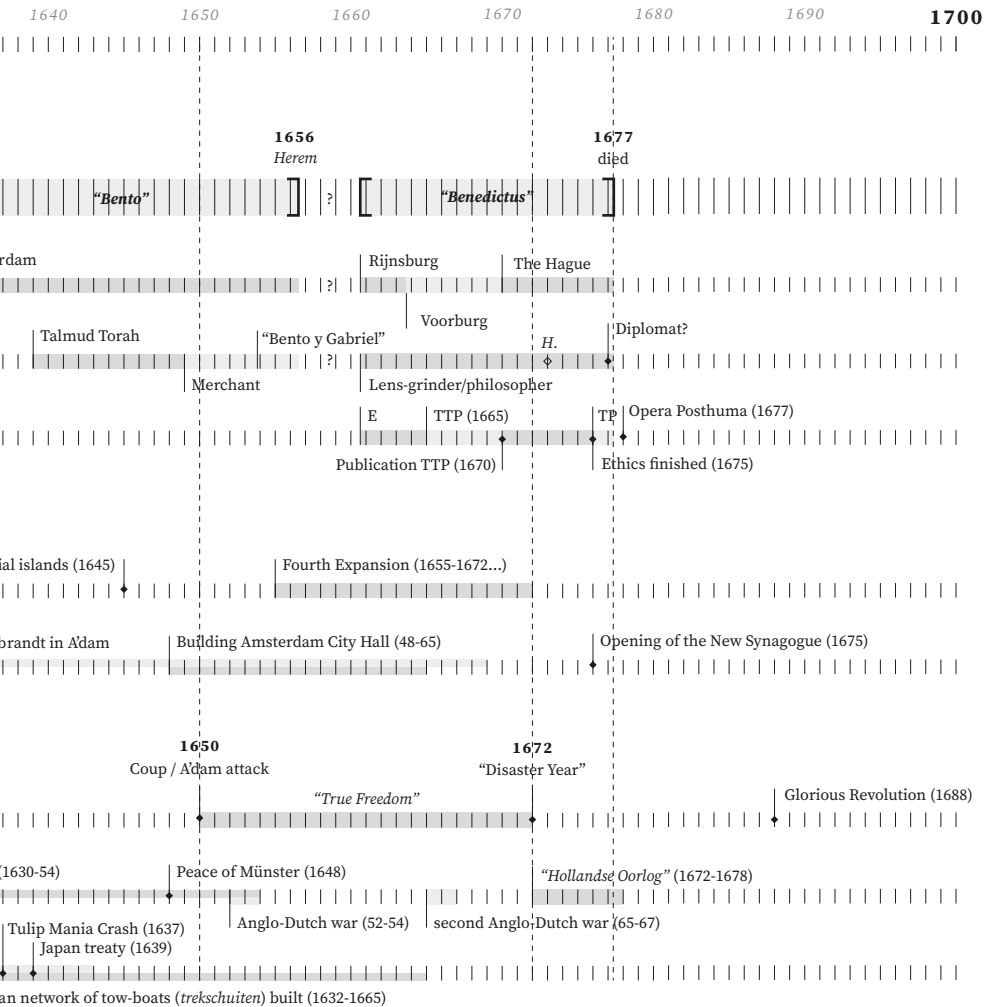 1640 1650 1660 1670 1680 1690 1700
1656 1677
Herem died
“Bento” ? “Benedictus”
rdam Rijnsburg The Hague
?
Voorburg
Talmud Torah “Bento y Gabriel” H. Diplomat?
?
Merchant Lens-grinder/philosopher
E TTP (1665) TP Opera Posthuma (1677)
Publication TTP (1670) Ethics finished (1675)
ial islands (1645) Fourth Expansion (1655-1672...)
brandt in A’dam Building Amsterdam City Hall (48-65) Opening of the New Synagogue (1675)
1650 1672
Coup / A’dam attack “Disaster Year”
“True Freedom” Glorious Revolution (1688)
(1630-54) Peace of Münster (1648) “Hollandse Oorlog” (1672-1678)
Anglo-Dutch war (52-54) second Anglo-Dutch war (65-67)
Tulip Mania Crash (1637)
Japan treaty (1639)
an network of tow-boats (trekschuiten) built (1632-1665)